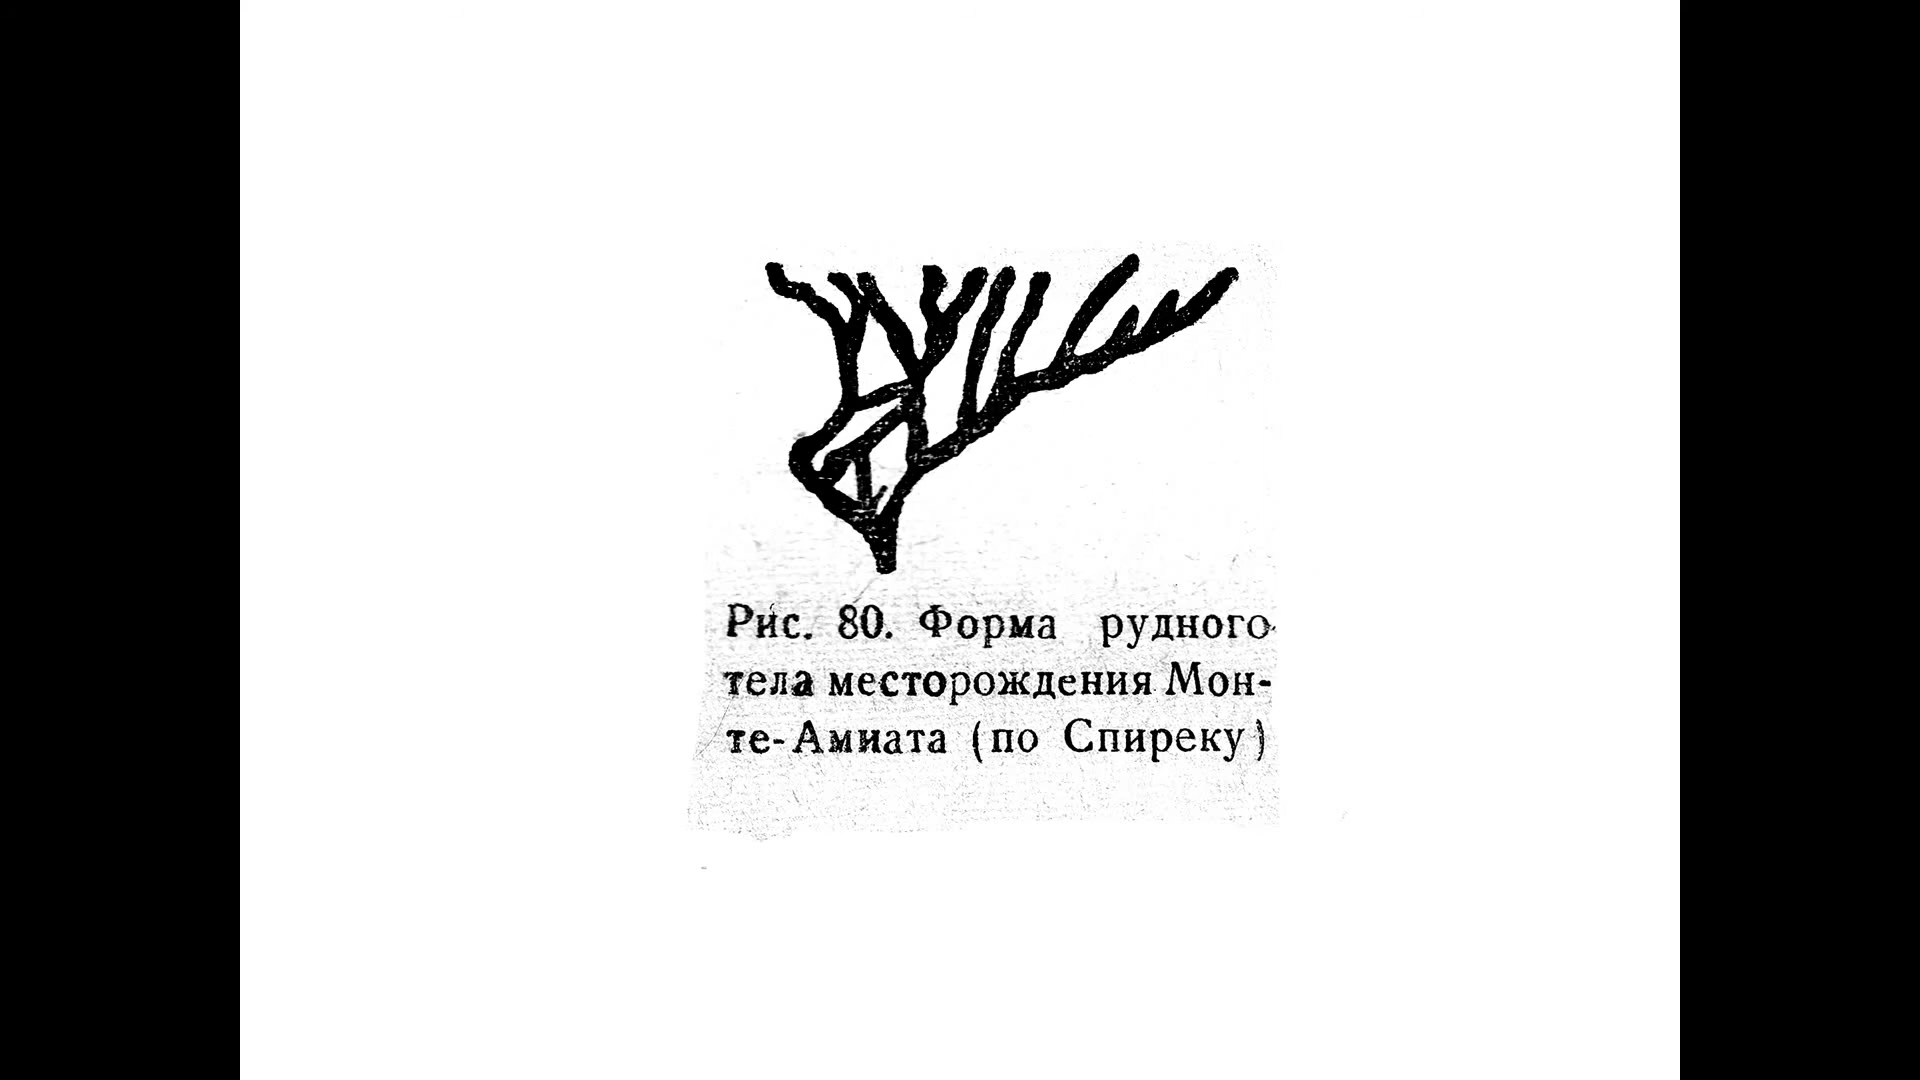 Рис. 80. Форма рудного
тела месторождения Мон-
те-Амиата (по Спиреку)